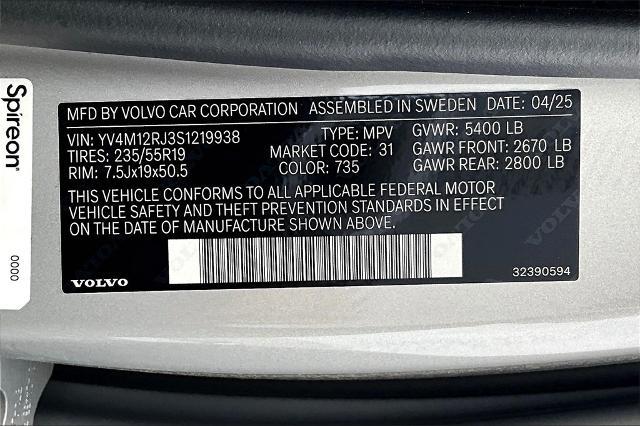 Spireon
0000
MFD BY VOLVO CAR CORPORATION ASSEMBLED IN SWEDEN DATE: 04/25
VIN: YV4M12RJ3S1219938 TYPE: MPV GVWR: 5400 LB
TIRES: 235/55R19 MARKET CODE: 31 GAWR FRONT: 2670 LB
RIM: 7.5Jx19x50.5 COLOR: 735 GAWR REAR: 2800 LB
THIS VEHICLE CONFORMS TO ALL APPLICABLE FEDERAL MOTOR
VEHICLE SAFETY AND THEFT PREVENTION STANDARDS IN EFFECT
ON THE DATE OF MANUFACTURE SHOWN ABOVE.
VOLVO 32390594